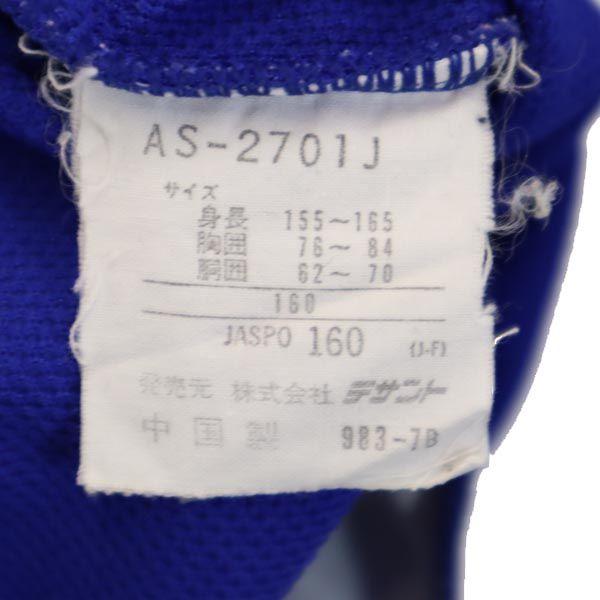 AS-2701J
サイズ
身長 155〜165
胸囲 76〜84
胴囲 62〜70
160
JASPO 160 (J-F)
発売元 株式会社 デサント
中国製 983-7B